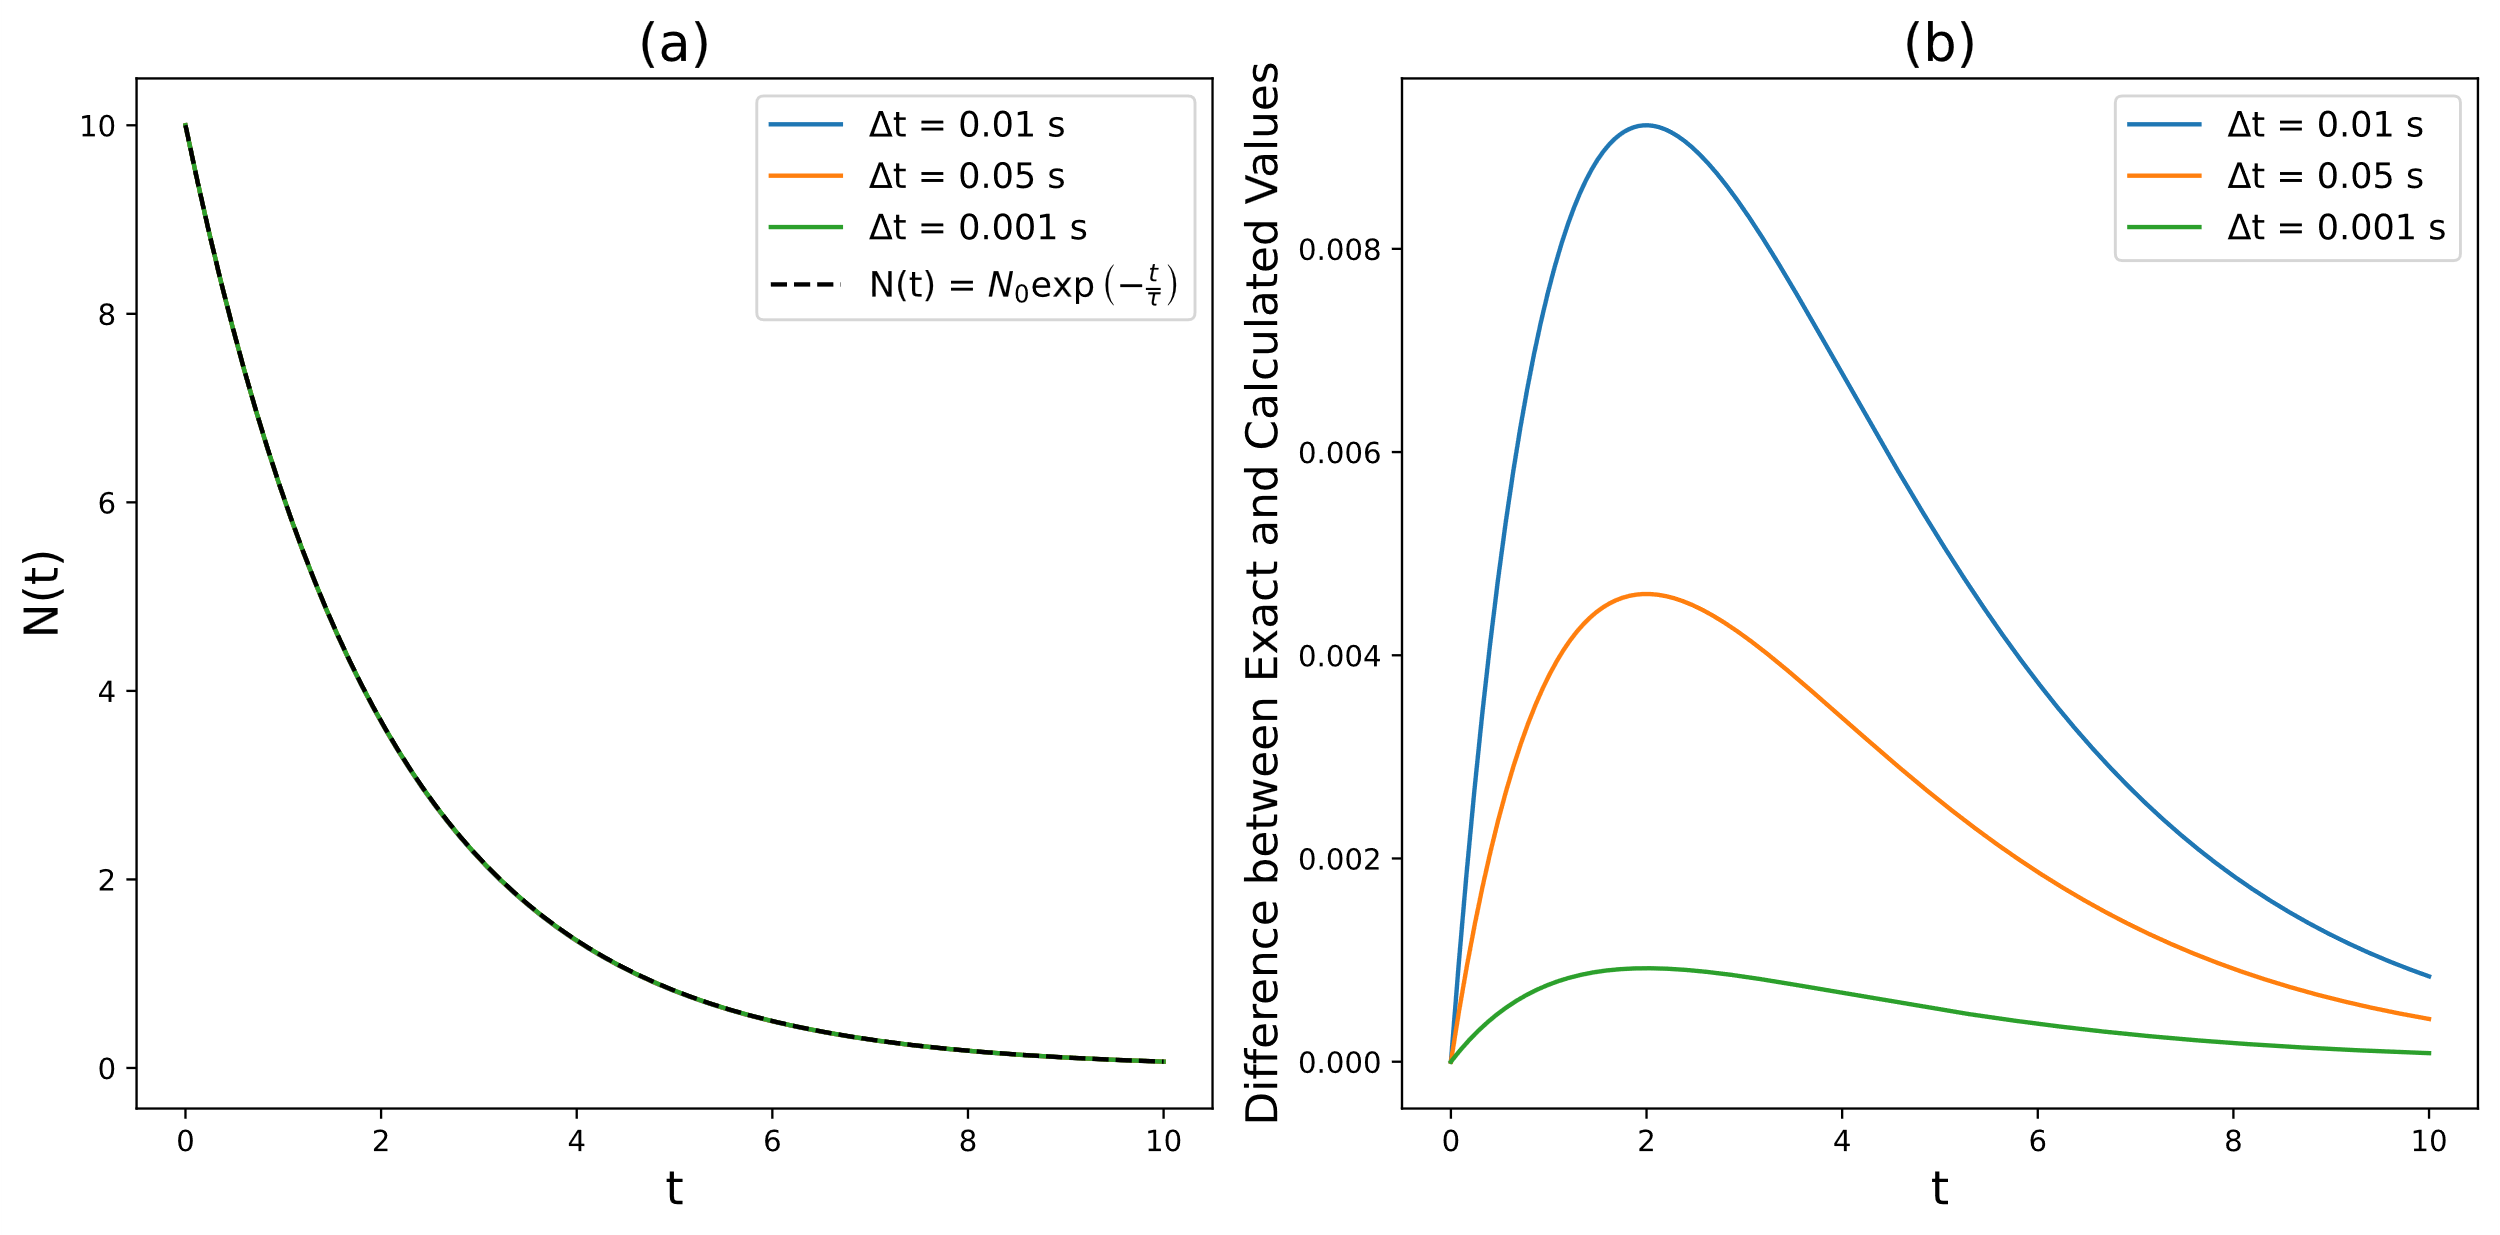 (a)
10
8
6
4
2
0
N(t)
0 2 4 6 8 10
t
Δt = 0.01 s
Δt = 0.05 s
Δt = 0.001 s
N(t) = N₀exp(−t/τ)
(b)
Difference between Exact and Calculated Values
0.008
0.006
0.004
0.002
0.000
0 2 4 6 8 10
t
Δt = 0.01 s
Δt = 0.05 s
Δt = 0.001 s